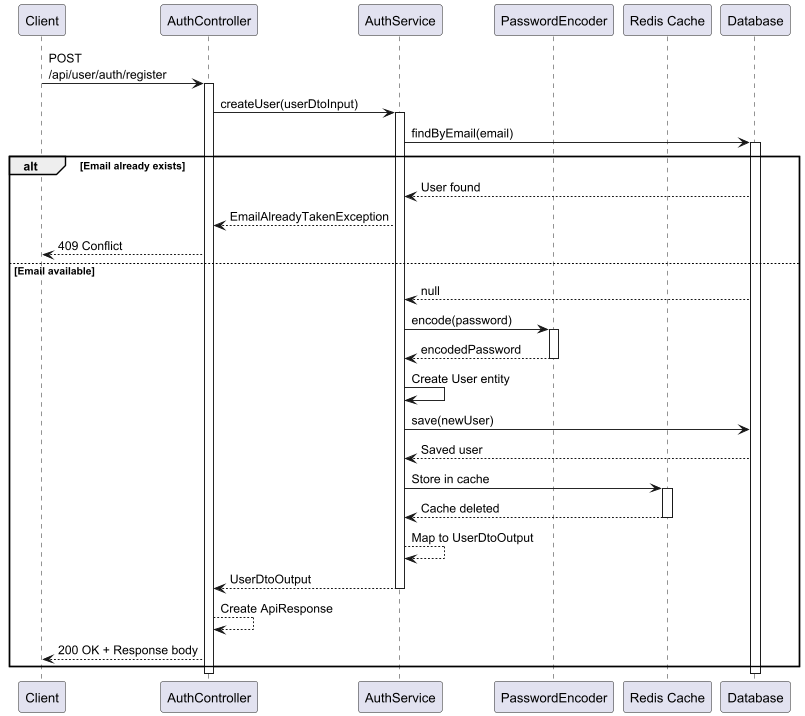 Client
AuthController
AuthService
PasswordEncoder
Redis Cache
Database
POST
/api/user/auth/register
createUser(userDtoInput)
findByEmail(email)
alt
[Email already exists]
User found
EmailAlreadyTakenException
409 Conflict
[Email available]
null
encode(password)
encodedPassword
Create User entity
save(newUser)
Saved user
Store in cache
Cache deleted
Map to UserDtoOutput
UserDtoOutput
Create ApiResponse
200 OK + Response body
Client
AuthController
AuthService
PasswordEncoder
Redis Cache
Database